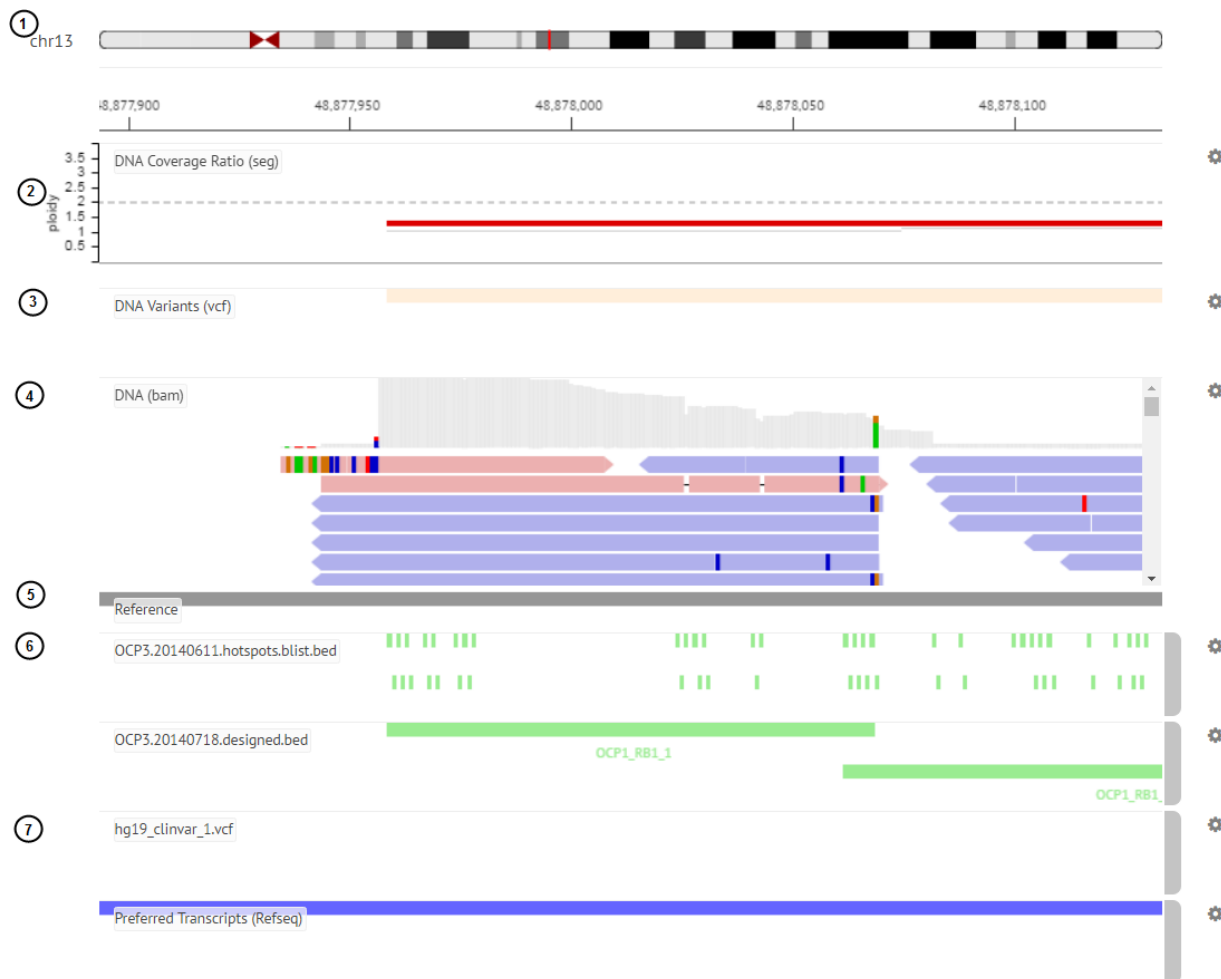 1
chr13
48,877,900 48,877,950 48,878,000 48,878,050 48,878,100
2
ploidy
3.5
3
2.5
2
1.5
1
0.5
DNA Coverage Ratio (seg)
3
DNA Variants (vcf)
4
DNA (bam)
5
Reference
6
OCP3.20140611.hotspots.blist.bed
OCP3.20140718.designed.bed
OCP1_RB1_1
OCP1_RB1_
7
hg19_clinvar_1.vcf
Preferred Transcripts (Refseq)